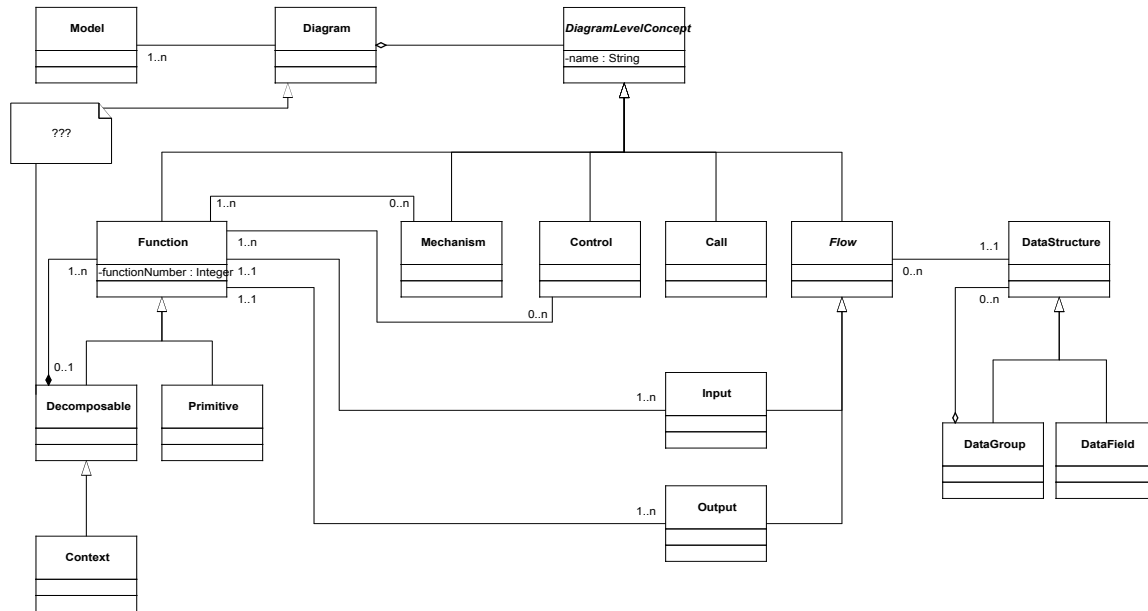 Model
Diagram
DiagramLevelConcept
-name : String
1..n
???
1..n
0..n
Function
Mechanism
Control
Call
Flow
DataStructure
1..n
1..1
-functionNumber : Integer
1..1
0..n
1..n
1..1
0..n
0..n
0..1
Decomposable
Primitive
1..n
Input
DataGroup
DataField
1..n
Output
Context